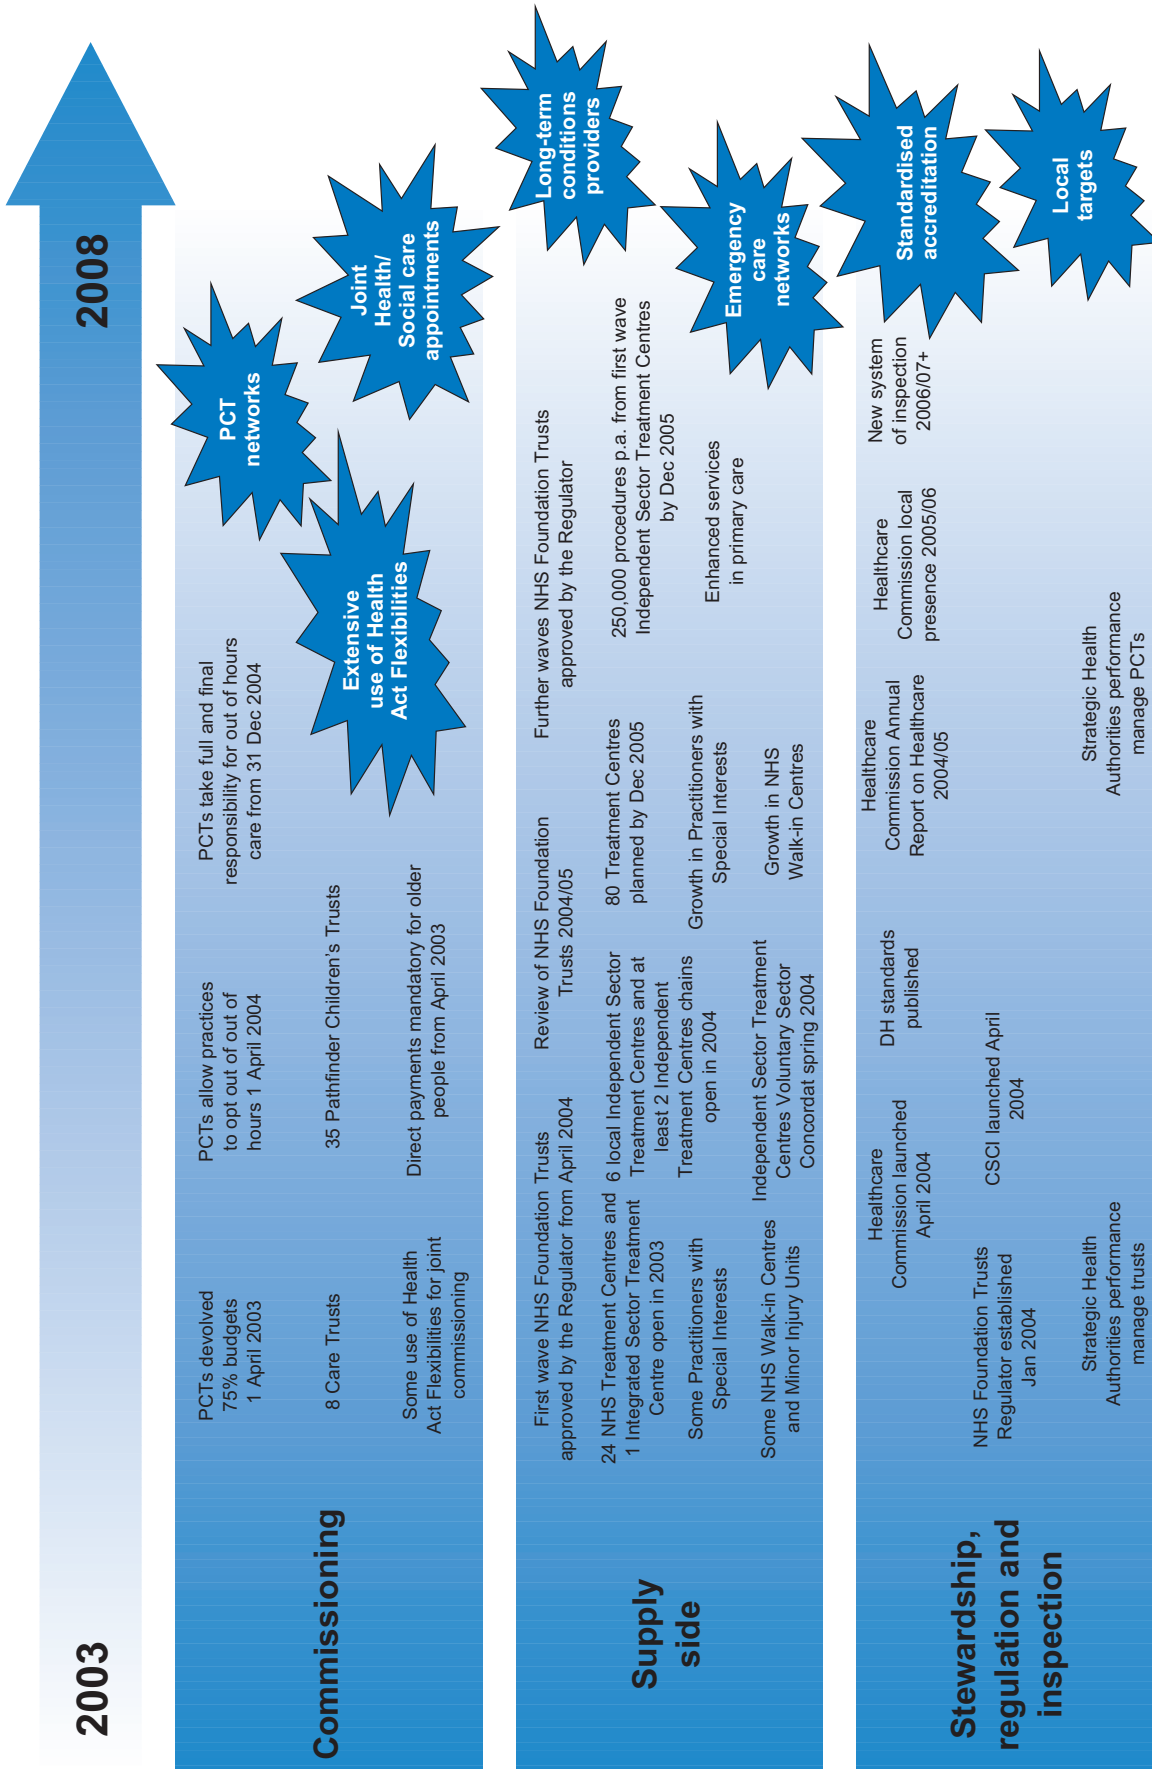 2003
2008
Commissioning
PCTs devolved
75% budgets
1 April 2003
PCTs allow practices
to opt out of out of
hours 1 April 2004
PCTs take full and final
responsibility for out of hours
care from 31 Dec 2004
PCT
networks
8 Care Trusts
35 Pathfinder Children's Trusts
Extensive
use of Health
Act Flexibilities
Joint
Health/
Social care
appointments
Some use of Health
Act Flexibilities for joint
commissioning
Direct payments mandatory for older
people from April 2003
Supply
side
First wave NHS Foundation Trusts
approved by the Regulator from April 2004
Review of NHS Foundation
Trusts 2004/05
Further waves NHS Foundation Trusts
approved by the Regulator
Long-term
conditions
providers
24 NHS Treatment Centres and
1 Integrated Sector Treatment
Centre open in 2003
6 local Independent Sector
Treatment Centres and at
least 2 Independent
Treatment Centres chains
open in 2004
80 Treatment Centres
planned by Dec 2005
250,000 procedures p.a. from first wave
Independent Sector Treatment Centres
by Dec 2005
Some Practitioners with
Special Interests
Growth in Practitioners with
Special Interests
Enhanced services
in primary care
Emergency
care
networks
Some NHS Walk-in Centres
and Minor Injury Units
Independent Sector Treatment
Centres Voluntary Sector
Concordat spring 2004
Growth in NHS
Walk-in Centres
Stewardship,
regulation and
inspection
Healthcare
Commission launched
April 2004
DH standards
published
Healthcare
Commission Annual
Report on Healthcare
2004/05
Healthcare
Commission local
presence 2005/06
New system
of inspection
2006/07+
Standardised
accreditation
NHS Foundation Trusts
Regulator established
Jan 2004
CSCI launched April
2004
Strategic Health
Authorities performance
manage trusts
Strategic Health
Authorities performance
manage PCTs
Local
targets